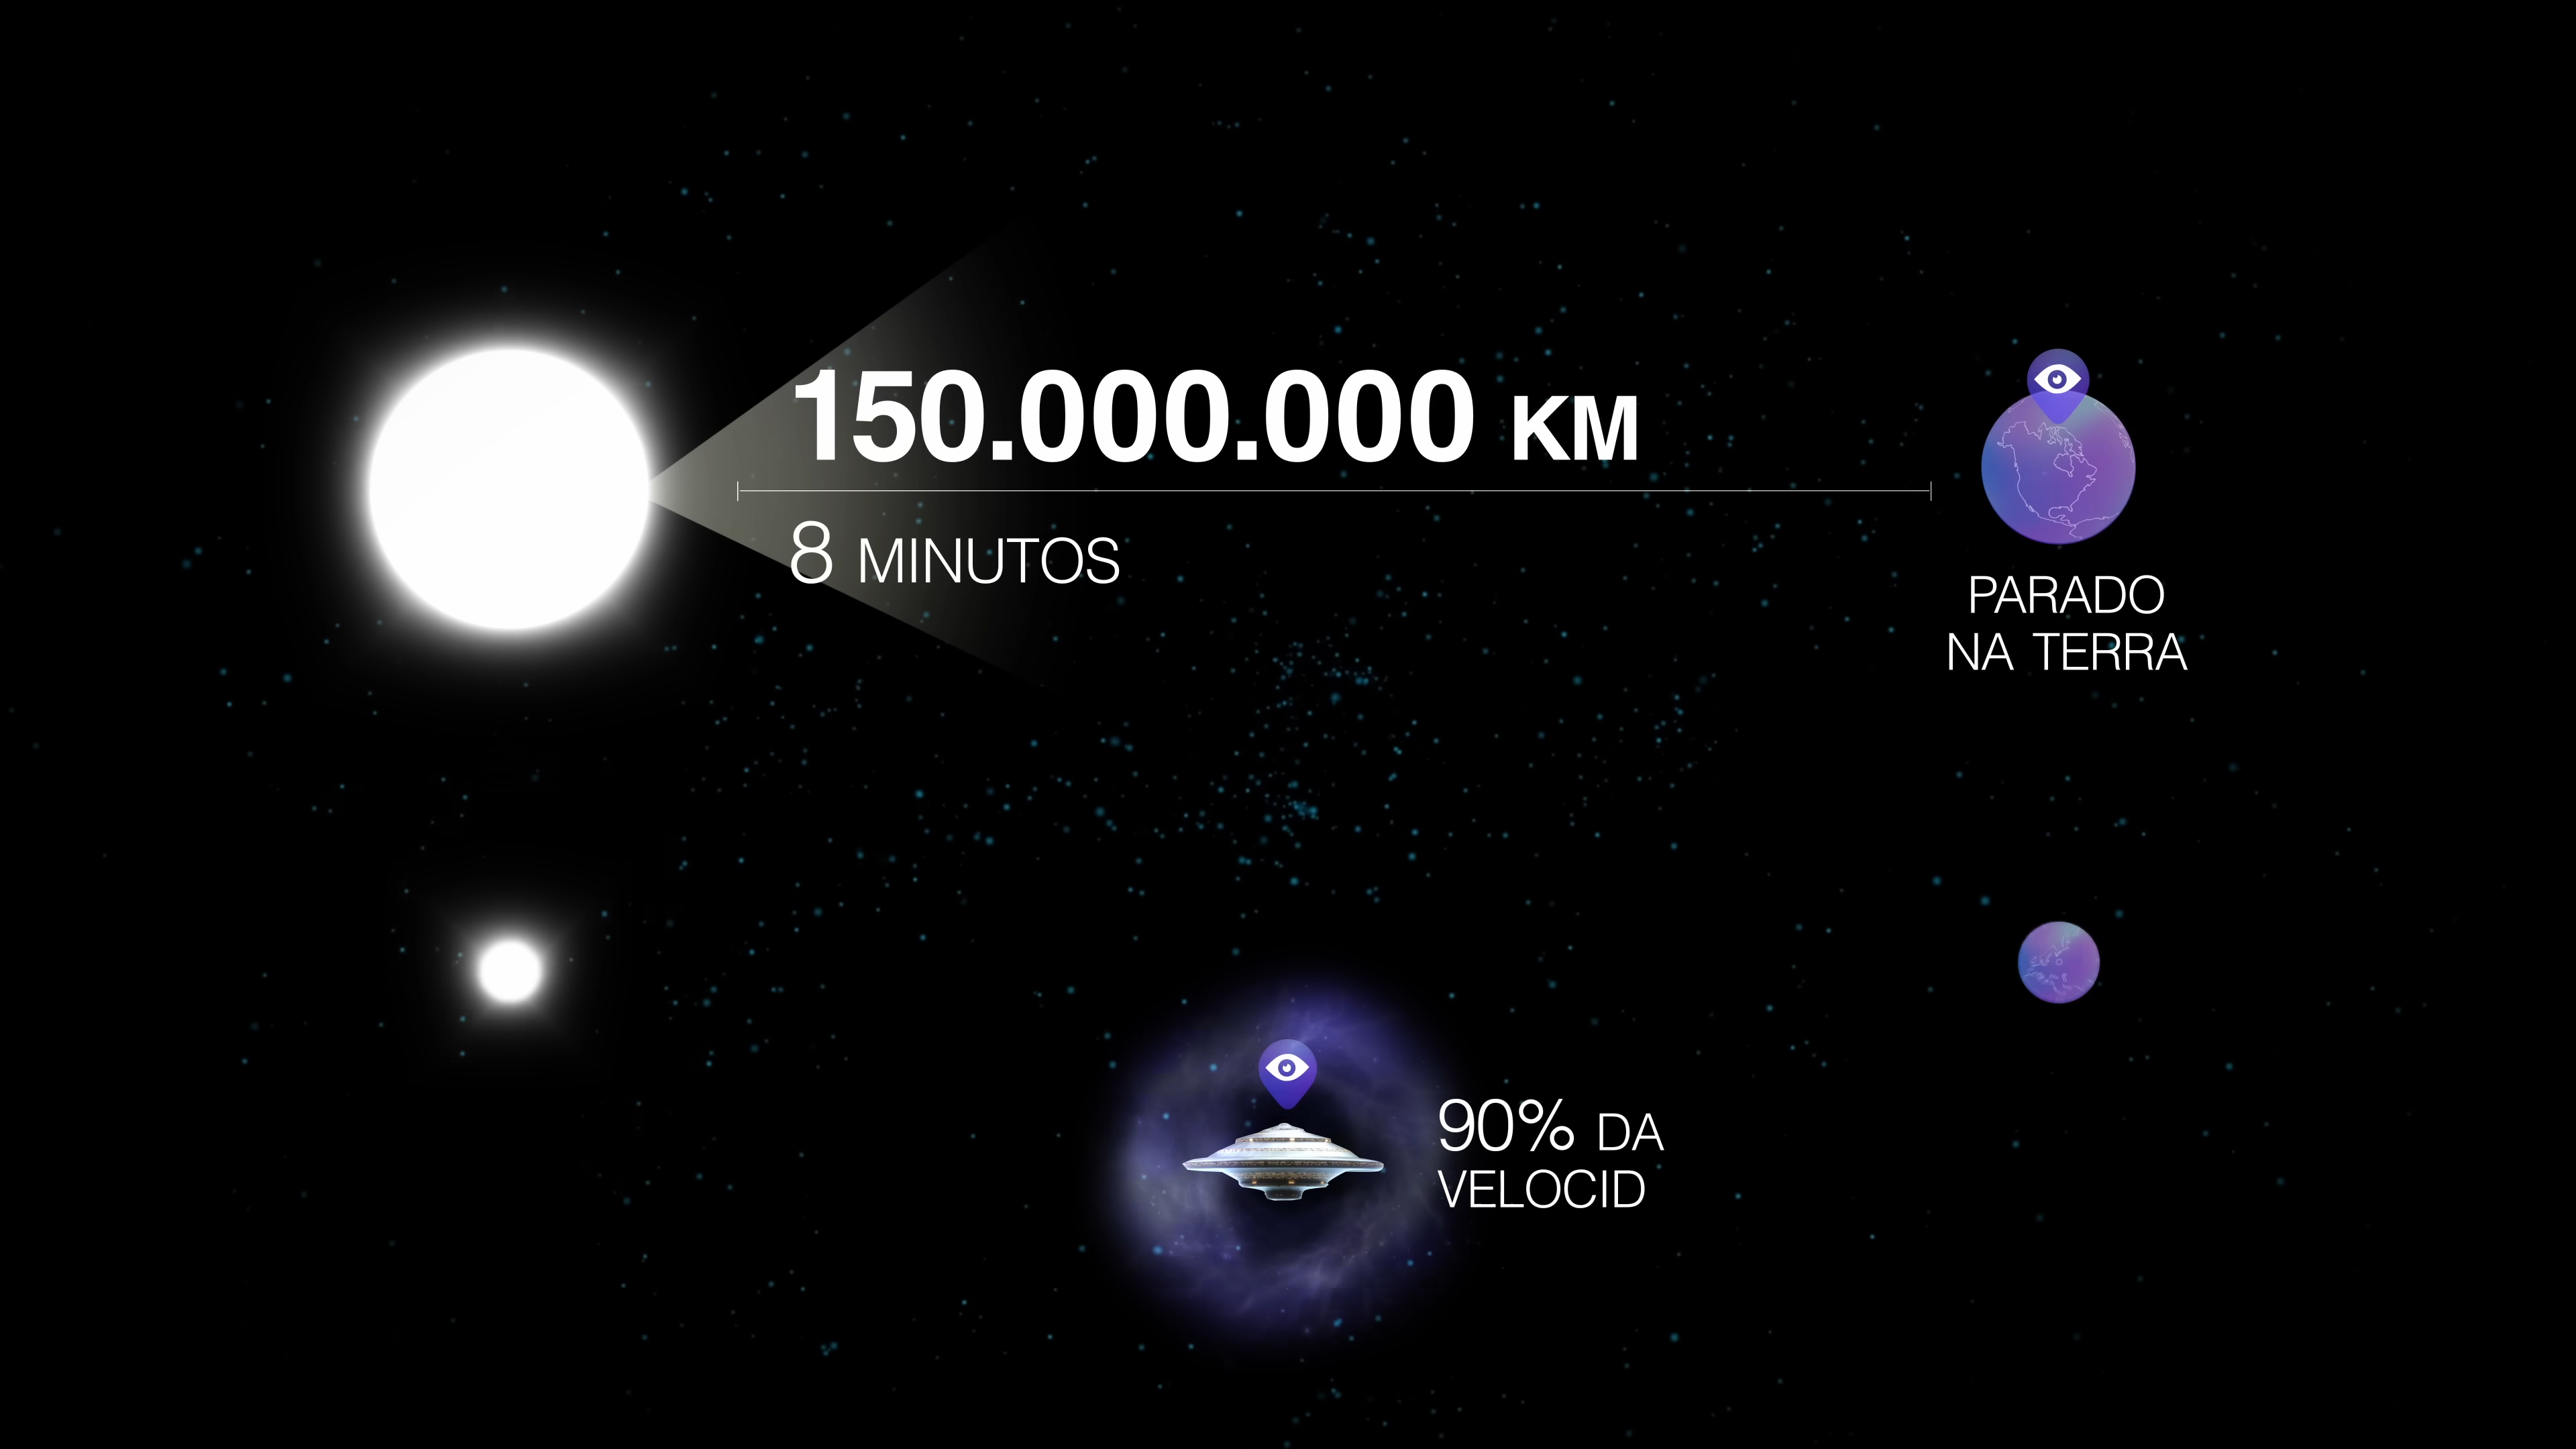 150.000.000 KM
8 MINUTOS
PARADO
NA TERRA
90% DA
VELOCID